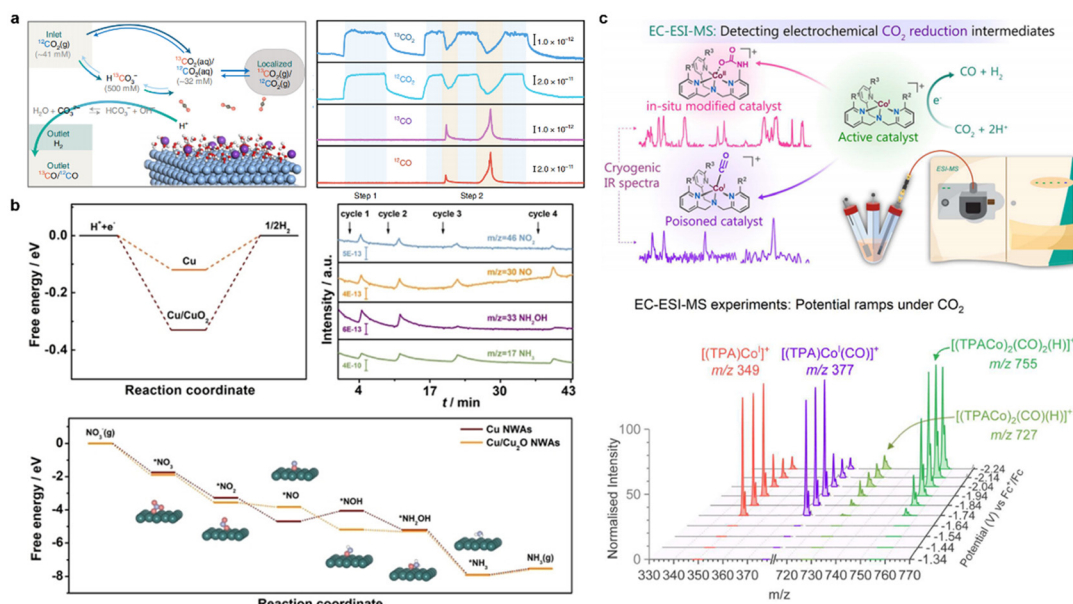 a
Inlet
¹²CO₂(g)
(~41 mM)
¹³CO₂(aq)/
¹²CO₂(aq)
(~32 mM)
Localized
¹³CO₂(g)/
¹²CO₂(g)
H¹³CO₃⁻
(500 mM)
H₂O + CO₃²⁻ ⇌ HCO₃⁻ + OH⁻
H⁺
Outlet
H₂
Outlet
¹³CO/¹²CO
¹³CO₂
1.0 × 10⁻¹²
¹²CO₂
2.0 × 10⁻¹¹
¹³CO
1.0 × 10⁻¹²
¹²CO
2.0 × 10⁻¹¹
Step 1
Step 2
b
Free energy / eV
0.0
-0.2
-0.4
H⁺+e⁻
1/2H₂
Cu
Cu/CuO₂
Reaction coordinate
Intensity / a.u.
cycle 1
cycle 2
cycle 3
cycle 4
m/z=46 NO₂
5E-13
m/z=30 NO
4E-13
m/z=33 NH₂OH
6E-13
m/z=17 NH₃
4E-10
4
17
30
43
t / min
Free energy / eV
0
-2
-4
-6
-8
NO₃⁻(g)
*NO₃
*NO₂
*NO
*NOH
*NH₂OH
*NH₃
NH₃(g)
Cu NWAs
Cu/Cu₂O NWAs
Reaction coordinate
c
EC-ESI-MS: Detecting electrochemical CO₂ reduction intermediates
in-situ modified catalyst
Active catalyst
CO + H₂
e⁻
CO₂ + 2H⁺
Cryogenic
IR spectra
Poisoned catalyst
ESI-MS
EC-ESI-MS experiments: Potential ramps under CO₂
[(TPA)Coᴵ]⁺
m/z 349
[(TPA)Coᴵ(CO)]⁺
m/z 377
[(TPACo)₂(CO)₂(H)]⁺
m/z 755
[(TPACo)₂(CO)(H)]⁺
m/z 727
Normalised Intensity
100
50
0
330 340 350 360 370 720 730 740 750 760 770
m/z
-2.24
-2.14
-2.04
-1.94
-1.84
-1.74
-1.64
-1.54
-1.44
-1.34
Potential (V) vs Fc⁺/Fc